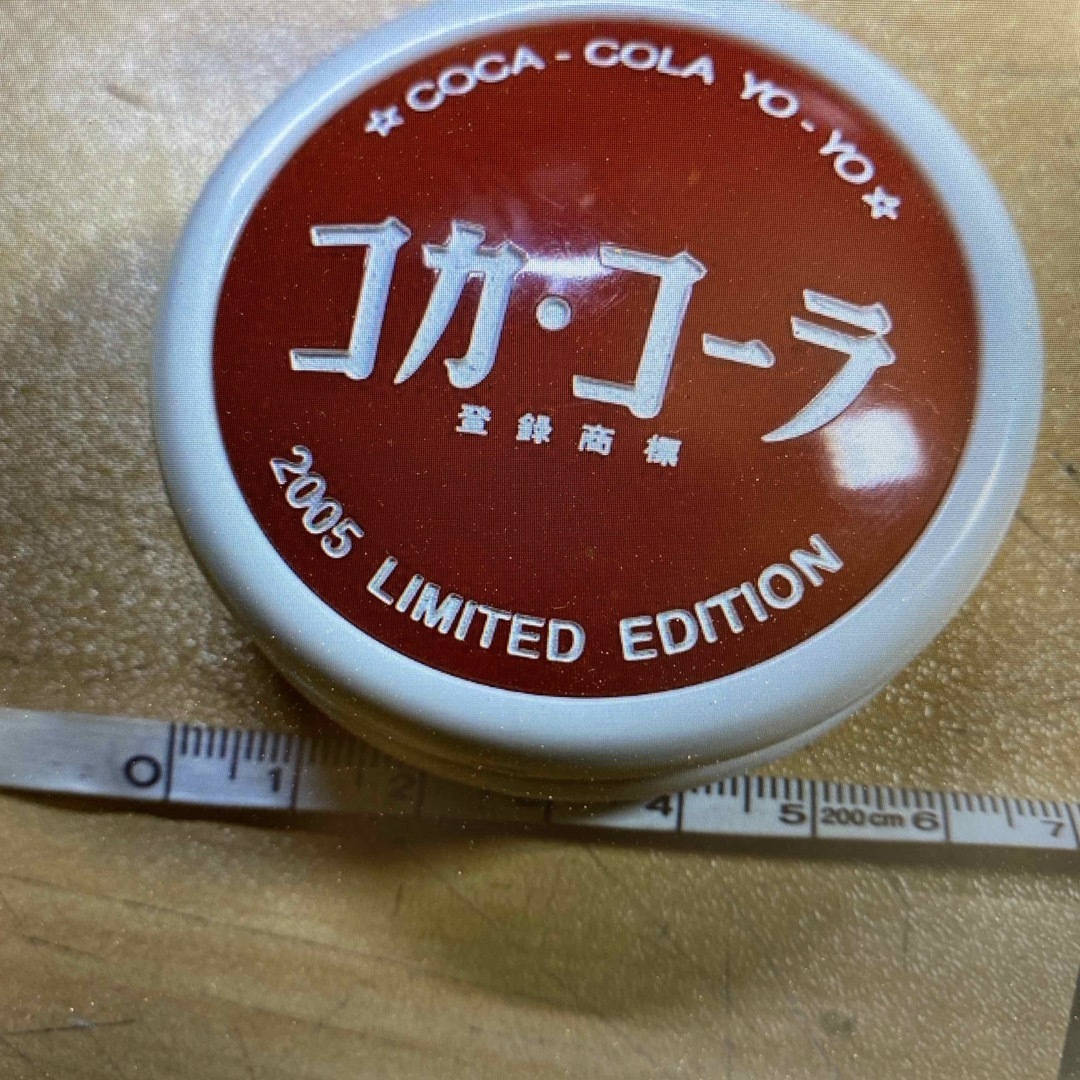 ☆COCA-COLA YO-YO☆
コカ・コーラ
登録商標
2005 LIMITED EDITION
0 1 2 4 5 200cm 6 7